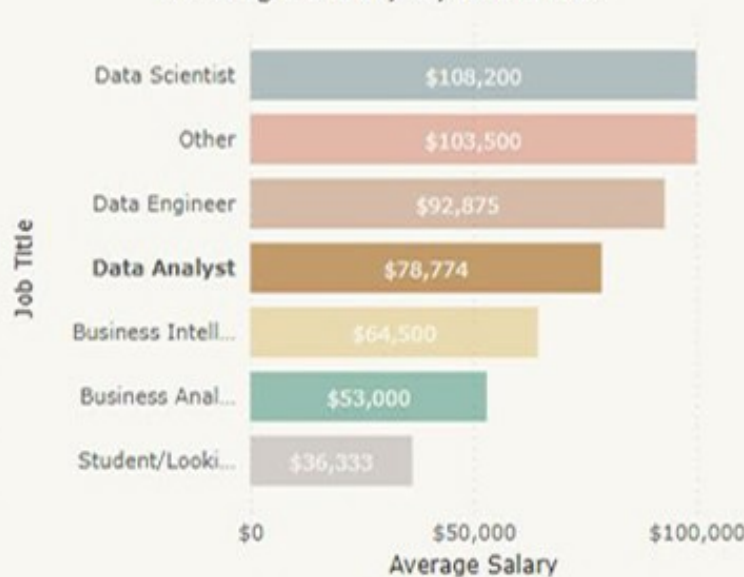 Data Scientist $108,200
Other $103,500
Data Engineer $92,875
Data Analyst $78,774
Business Intell... $64,500
Business Anal... $53,000
Student/Looki... $36,333
Job Title
$0 $50,000 $100,000
Average Salary